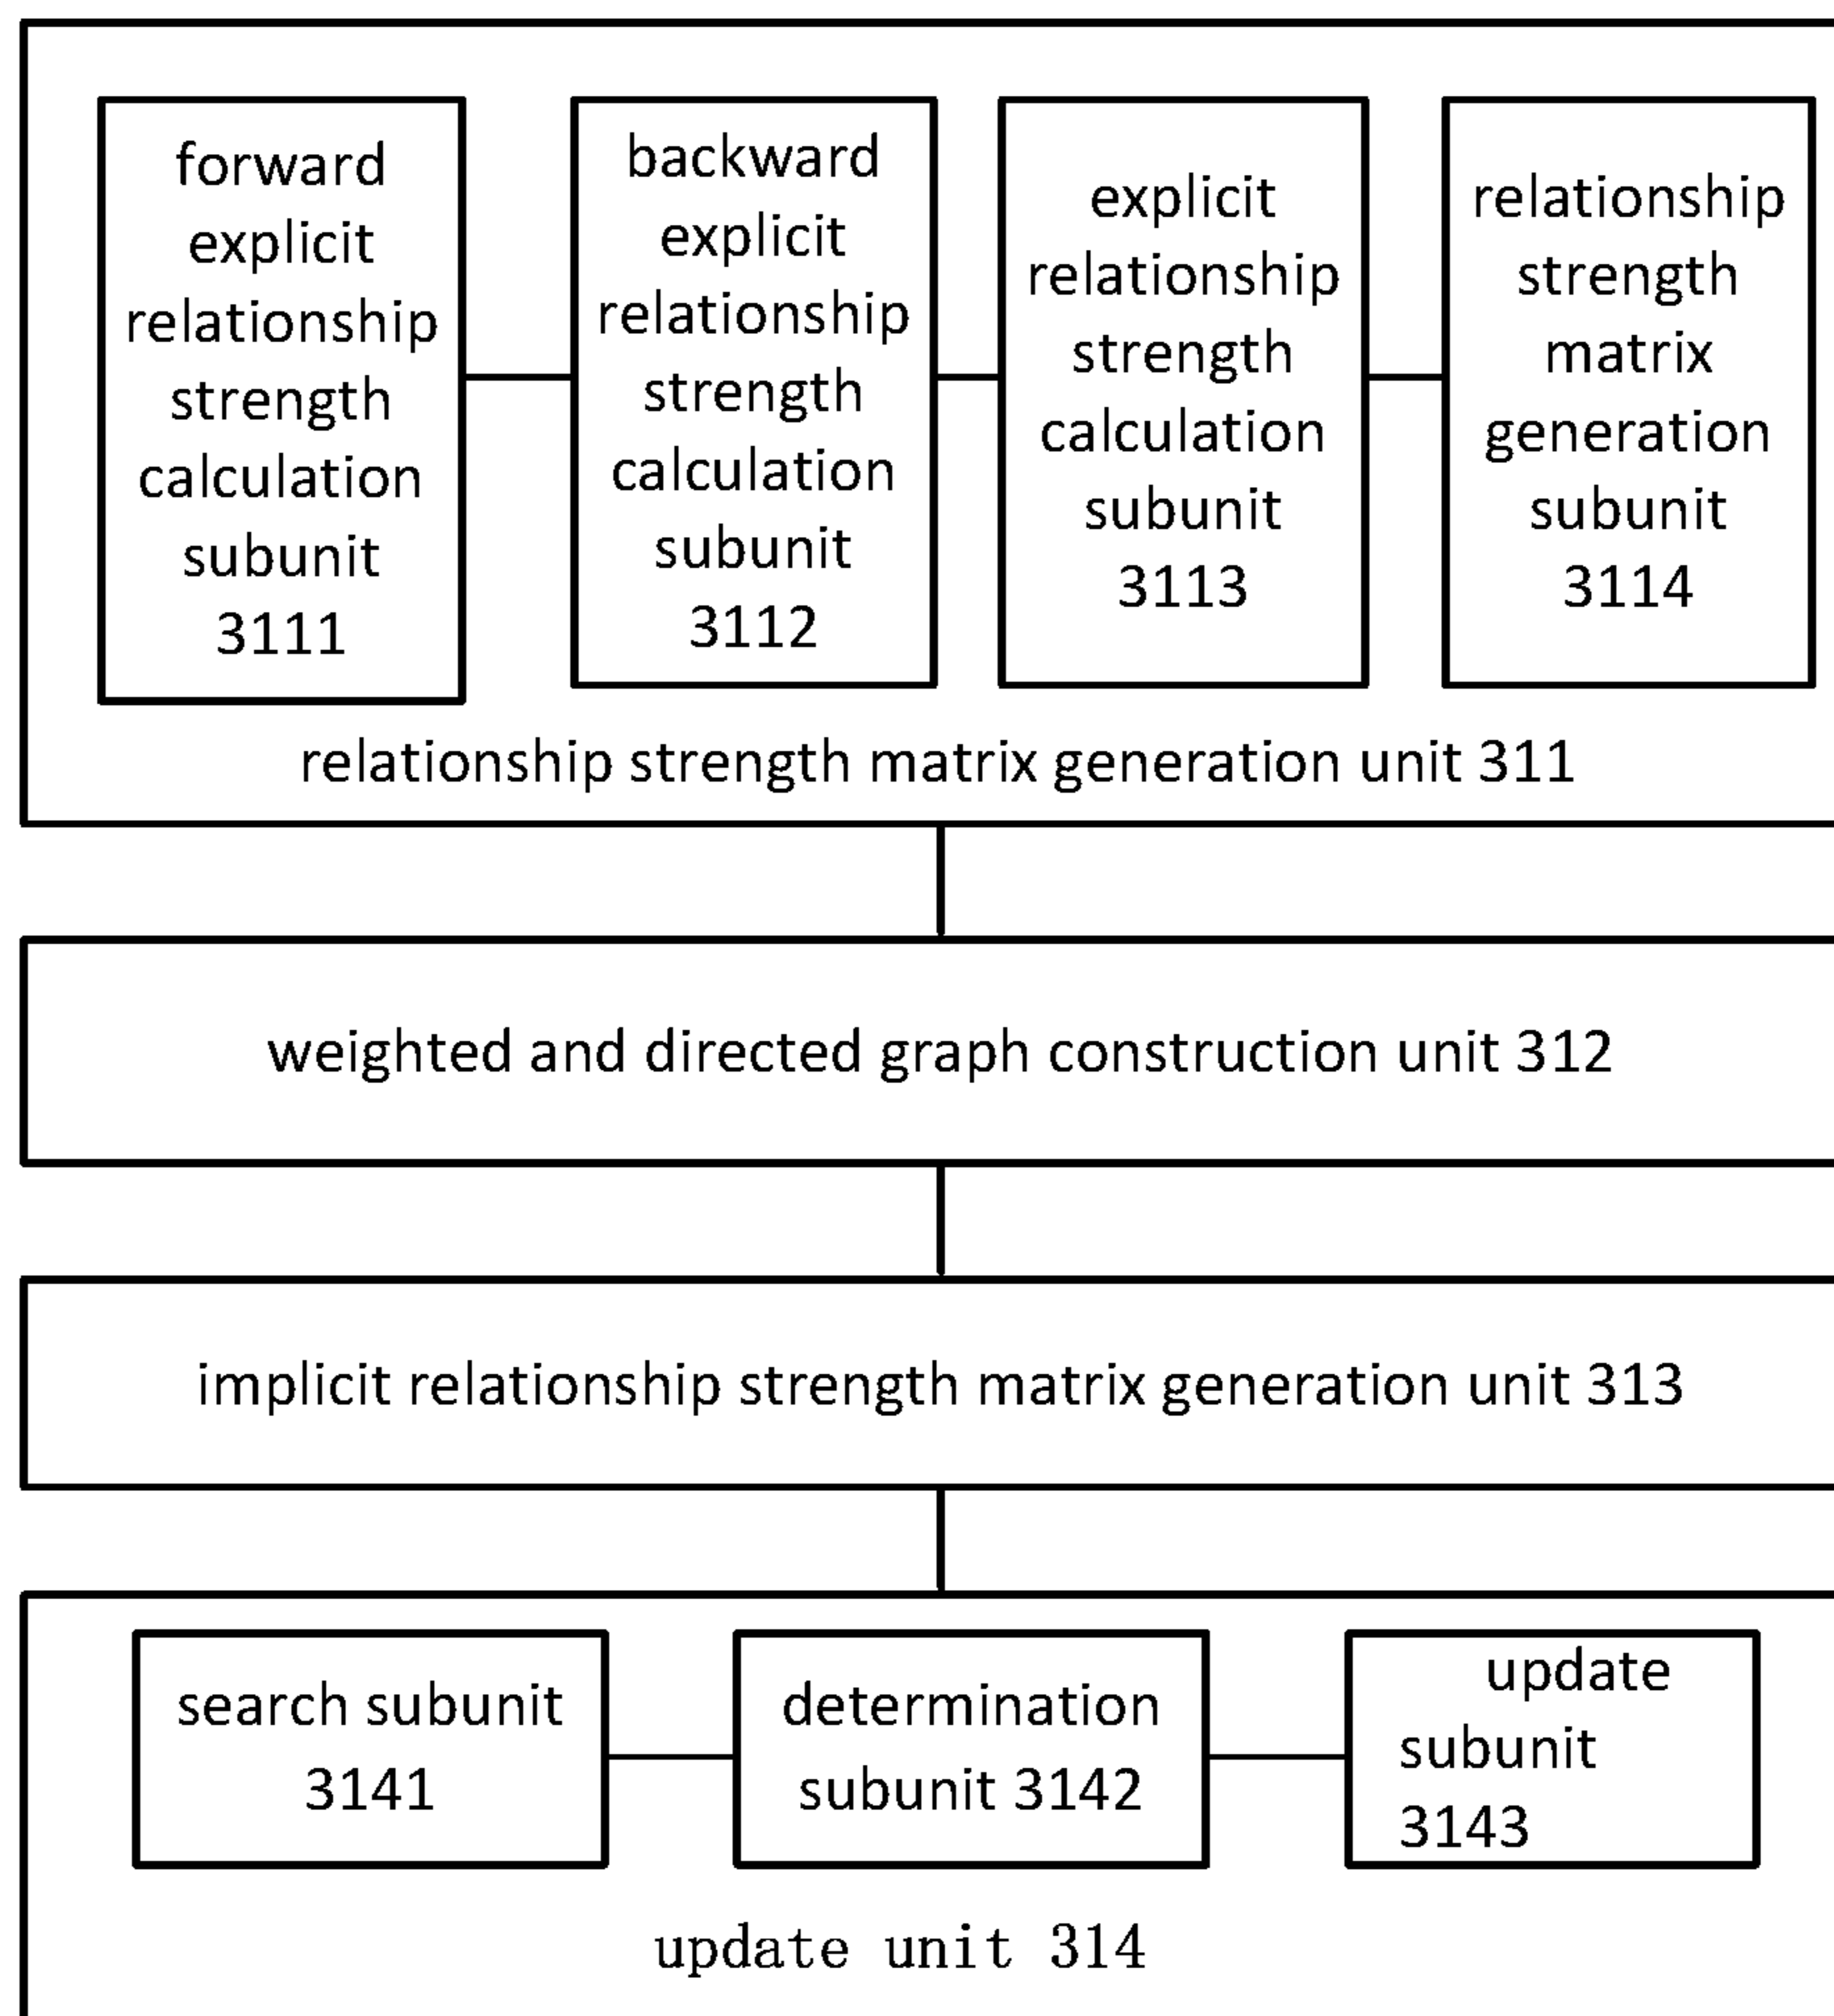 forward
explicit
relationship
strength
calculation
subunit
3111
backward
explicit
relationship
strength
calculation
subunit
3112
explicit
relationship
strength
calculation
subunit
3113
relationship
strength
matrix
generation
subunit
3114
relationship strength matrix generation unit 311
weighted and directed graph construction unit 312
implicit relationship strength matrix generation unit 313
search subunit
3141
determination
subunit 3142
update
subunit
3143
update unit 314